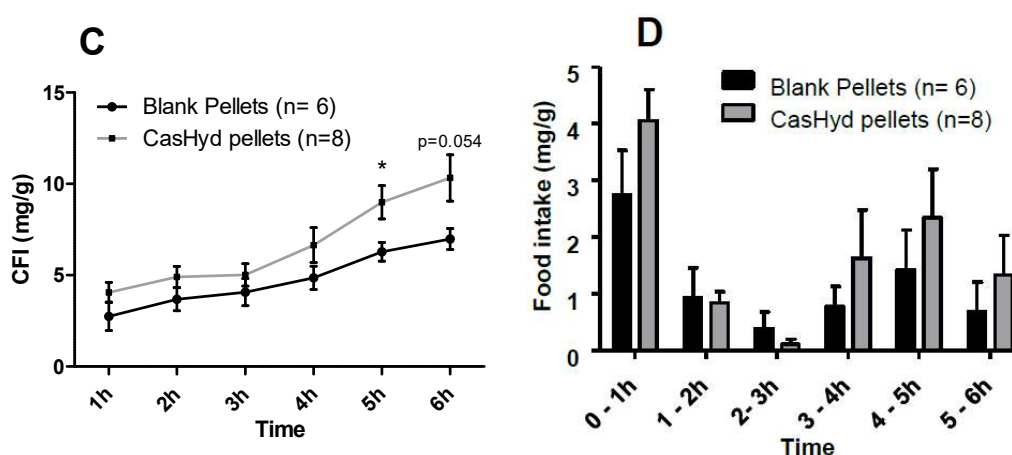 C
15
10
5
0
CFI (mg/g)
Blank Pellets (n= 6)
CasHyd pellets (n=8)
*
p=0.054
1h
2h
3h
4h
5h
6h
Time
D
5
4
3
2
1
0
Food intake (mg/g)
Blank Pellets (n= 6)
CasHyd pellets (n=8)
0 - 1h
1 - 2h
2- 3h
3 - 4h
4 - 5h
5 - 6h
Time